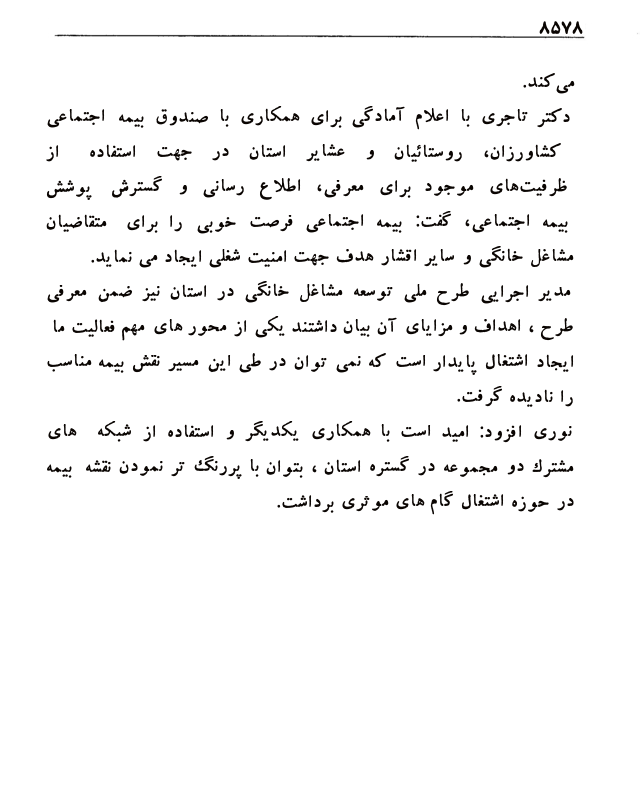 ۸۵۷۸
می‌کند.
دکتر تاجری با اعلام آمادگی برای همکاری با صندوق بیمه اجتماعی
کشاورزان، روستائیان و عشایر استان در جهت استفاده از
ظرفیت‌های موجود برای معرفی، اطلاع رسانی و گسترش پوشش
بیمه اجتماعی، گفت: بیمه اجتماعی فرصت خوبی را برای متقاضیان
مشاغل خانگی و سایر اقشار هدف جهت امنیت شغلی ایجاد می نماید.
مدیر اجرایی طرح ملی توسعه مشاغل خانگی در استان نیز ضمن معرفی
طرح ، اهداف و مزایای آن بیان داشتند یکی از محور های مهم فعالیت ما
ایجاد اشتغال پایدار است که نمی توان در طی این مسیر نقش بیمه مناسب
را نادیده گرفت.
نوری افزود: امید است با همکاری یکدیگر و استفاده از شبکه های
مشترك دو مجموعه در گستره استان ، بتوان با پررنگ تر نمودن نقشه بیمه
در حوزه اشتغال گام های موثری برداشت.